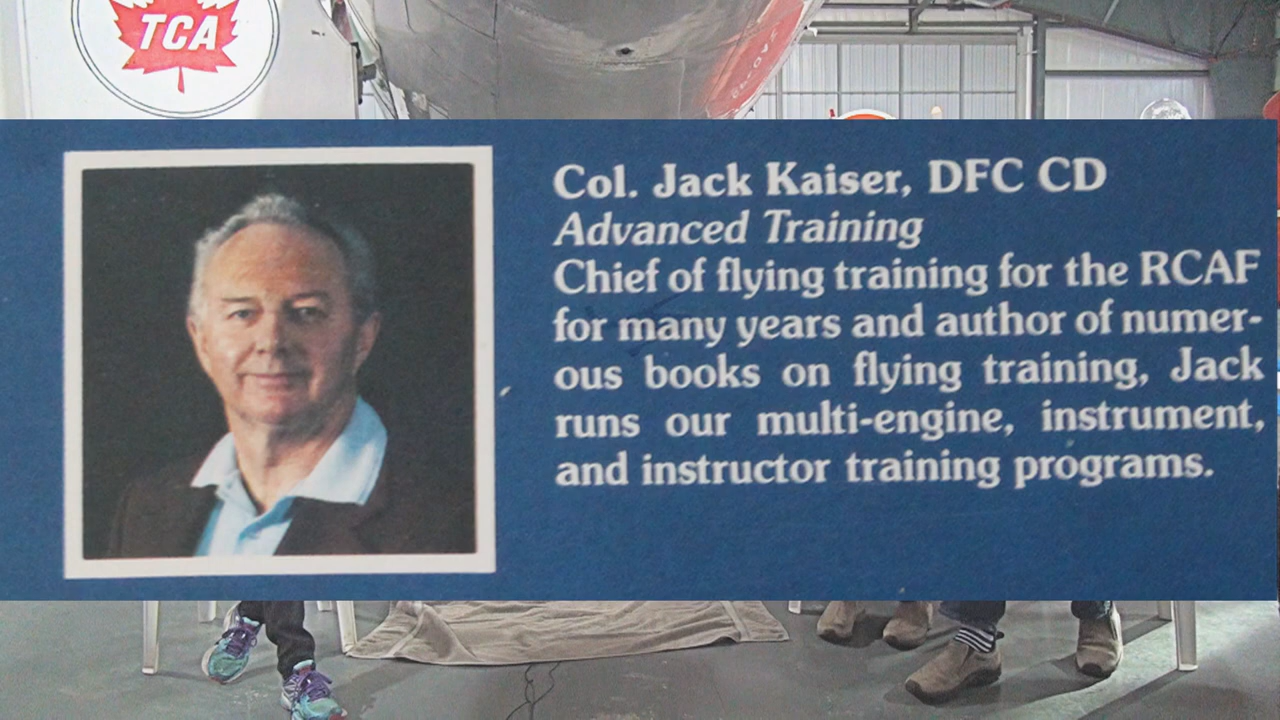 TCA
Col. Jack Kaiser, DFC CD
Advanced Training
Chief of flying training for the RCAF
for many years and author of numer-
ous books on flying training, Jack
runs our multi-engine, instrument,
and instructor training programs.